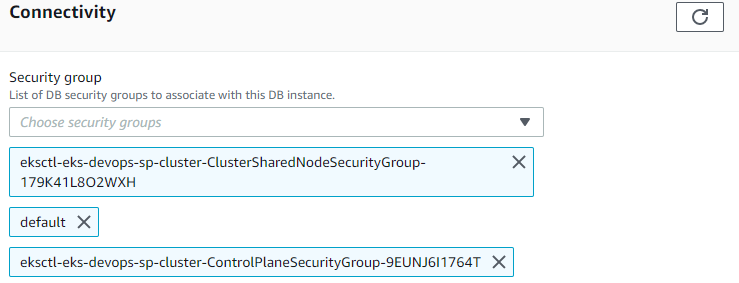 Connectivity
Security group
List of DB security groups to associate with this DB instance.
Choose security groups
eksctl-eks-devops-sp-cluster-ClusterSharedNodeSecurityGroup-
179K41L8O2WXH
default
eksctl-eks-devops-sp-cluster-ControlPlaneSecurityGroup-9EUNJ6I1764T